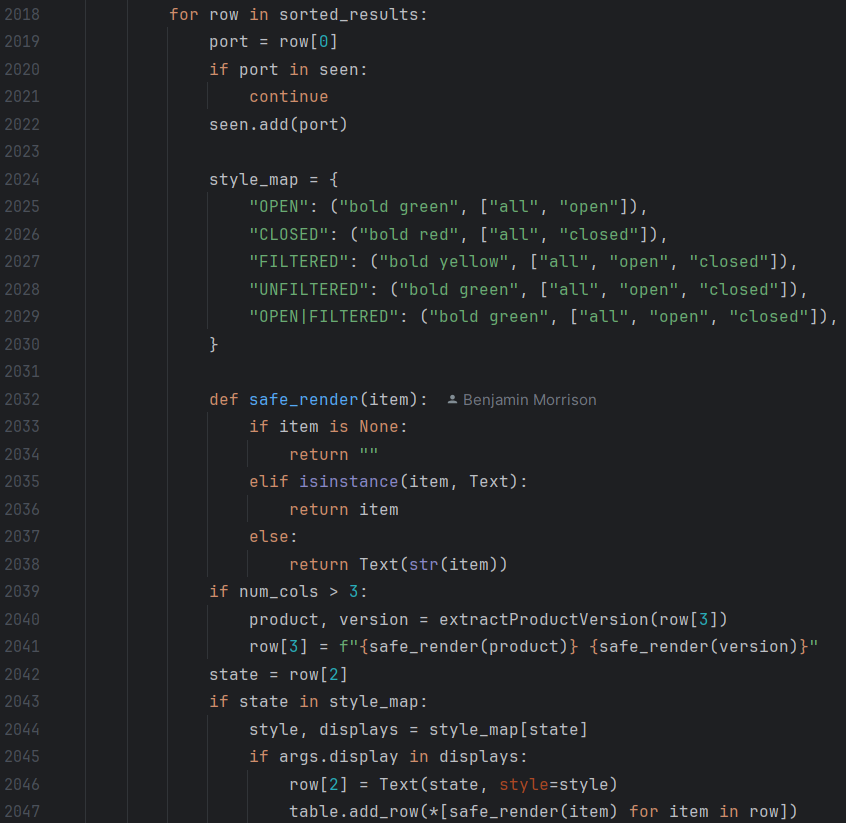 2018 for row in sorted_results:
2019 port = row[0]
2020 if port in seen:
2021 continue
2022 seen.add(port)
2023
2024 style_map = {
2025 "OPEN": ("bold green", ["all", "open"]),
2026 "CLOSED": ("bold red", ["all", "closed"]),
2027 "FILTERED": ("bold yellow", ["all", "open", "closed"]),
2028 "UNFILTERED": ("bold green", ["all", "open", "closed"]),
2029 "OPEN|FILTERED": ("bold green", ["all", "open", "closed"]),
2030 }
2031
2032 def safe_render(item): Benjamin Morrison
2033 if item is None:
2034 return ""
2035 elif isinstance(item, Text):
2036 return item
2037 else:
2038 return Text(str(item))
2039 if num_cols > 3:
2040 product, version = extractProductVersion(row[3])
2041 row[3] = f"{safe_render(product)} {safe_render(version)}"
2042 state = row[2]
2043 if state in style_map:
2044 style, displays = style_map[state]
2045 if args.display in displays:
2046 row[2] = Text(state, style=style)
2047 table.add_row(*[safe_render(item) for item in row])